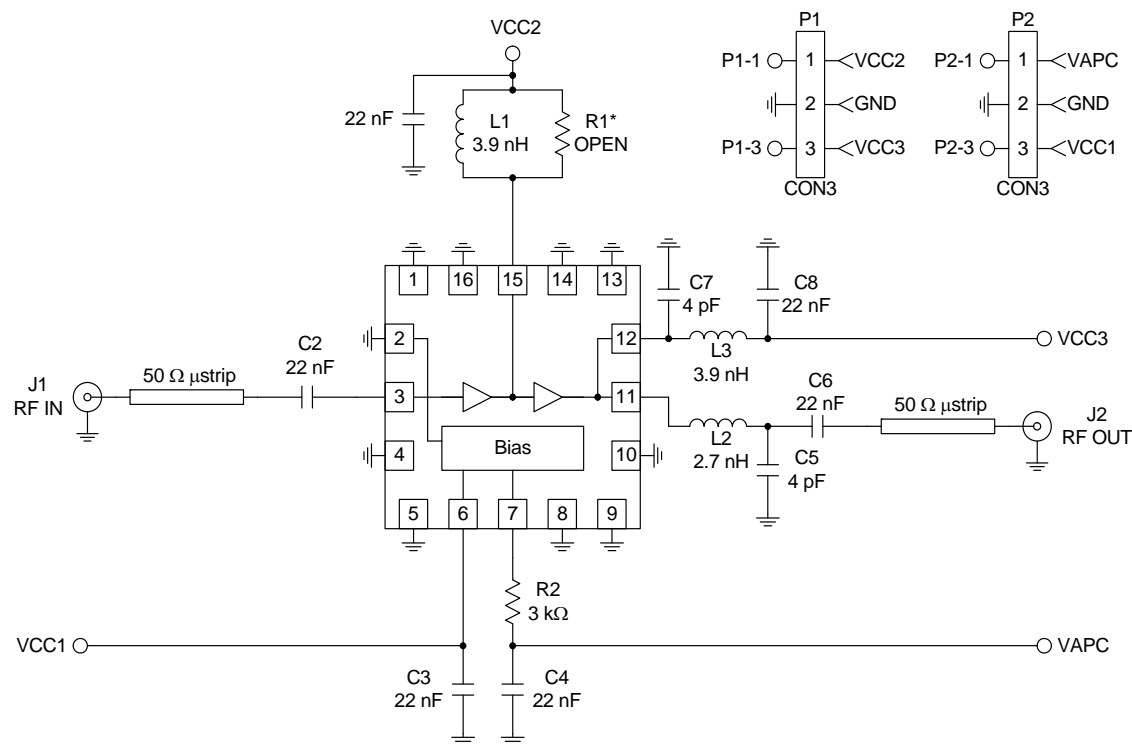 VCC2
P1
P2
P1-1
1
VCC2
P2-1
1
VAPC
2
GND
2
GND
P1-3
3
VCC3
P2-3
3
VCC1
CON3
CON3
22 nF
L1
3.9 nH
R1*
OPEN
1
16
15
14
13
C7
4 pF
C8
22 nF
2
12
L3
3.9 nH
VCC3
J1
RF IN
50 Ω µstrip
C2
22 nF
3
11
L2
2.7 nH
C6
22 nF
50 Ω µstrip
J2
RF OUT
4
Bias
10
C5
4 pF
5
6
7
8
9
R2
3 kΩ
VCC1
VAPC
C3
22 nF
C4
22 nF